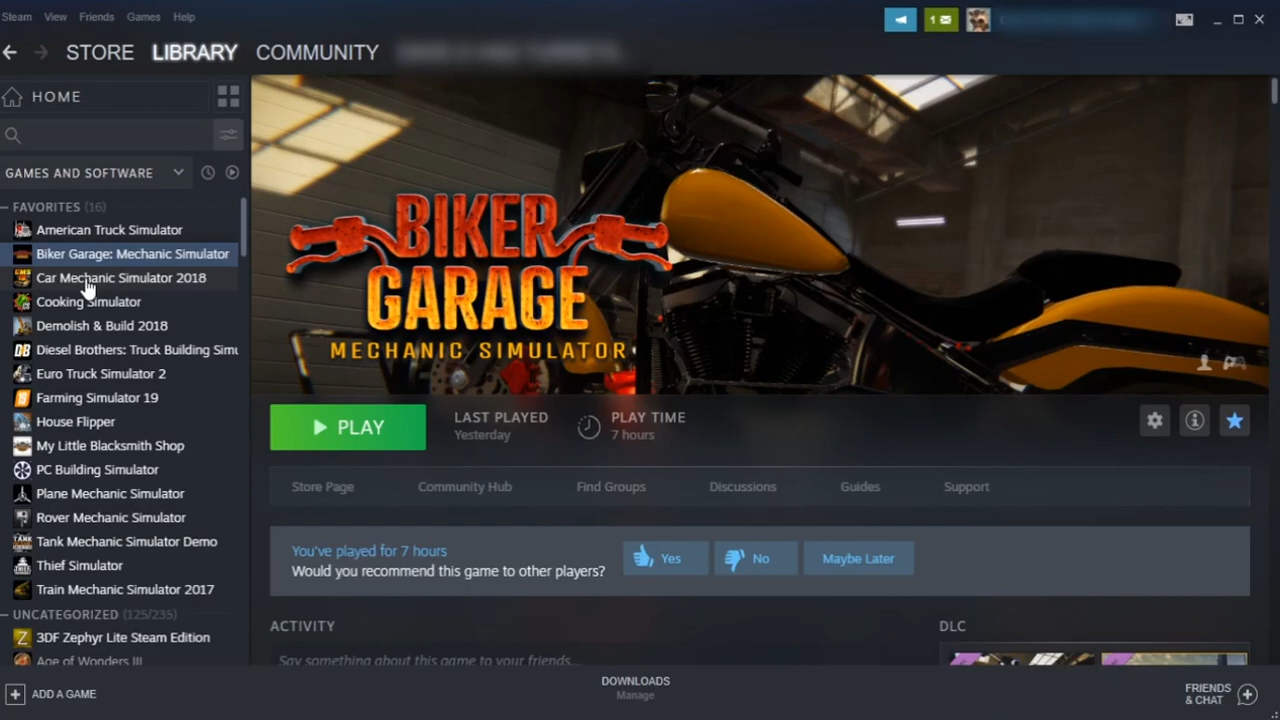 Steam View Friends Games Help
1
STORE LIBRARY COMMUNITY
HOME
GAMES AND SOFTWARE
FAVORITES (16)
American Truck Simulator
Biker Garage: Mechanic Simulator
Car Mechanic Simulator 2018
Cooking Simulator
Demolish & Build 2018
Diesel Brothers: Truck Building Simu
Euro Truck Simulator 2
Farming Simulator 19
House Flipper
My Little Blacksmith Shop
PC Building Simulator
Plane Mechanic Simulator
Rover Mechanic Simulator
Tank Mechanic Simulator Demo
Thief Simulator
Train Mechanic Simulator 2017
UNCATEGORIZED (125/235)
3DF Zephyr Lite Steam Edition
Age of Wonders III
ADD A GAME
BIKER
GARAGE
MECHANIC SIMULATOR
PLAY
LAST PLAYED
Yesterday
PLAY TIME
7 hours
Store Page Community Hub Find Groups Discussions Guides Support
You've played for 7 hours
Would you recommend this game to other players?
Yes No Maybe Later
ACTIVITY
Say something about this game to your friends...
DLC
DOWNLOADS
Manage
FRIENDS
& CHAT